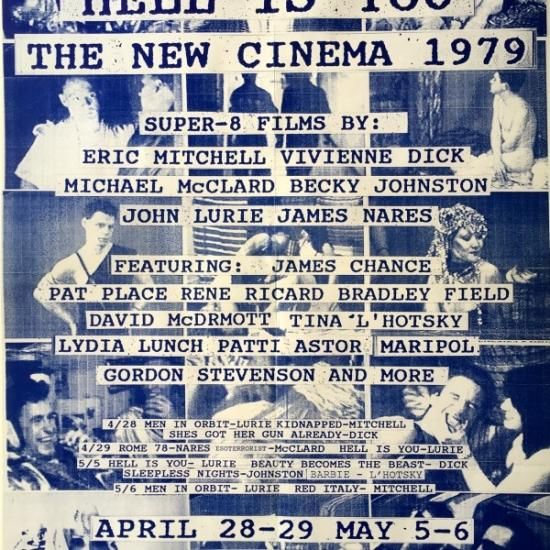 HELL IS YOU
THE NEW CINEMA 1979
SUPER-8 FILMS BY:
ERIC MITCHELL VIVIENNE DICK
MICHAEL McCLARD BECKY JOHNSTON
JOHN LURIE JAMES NARES
FEATURING: JAMES CHANCE
PAT PLACE RENE RICARD BRADLEY FIELD
DAVID McDRMOTT TINA L'HOTSKY
LYDIA LUNCH PATTI ASTOR MARIPOL
GORDON STEVENSON AND MORE
4/28 MEN IN ORBIT-LURIE KIDNAPPED-MITCHELL
SHES GOT HER GUN ALREADY-DICK
4/29 ROME 78-NARES ESOTERRORIST-McCLARD HELL IS YOU-LURIE
5/5 HELL IS YOU- LURIE BEAUTY BECOMES THE BEAST- DICK
SLEEPLESS NIGHTS-JOHNSTON BARBIE - L'HOTSKY
5/6 MEN IN ORBIT- LURIE RED ITALY- MITCHELL
APRIL 28-29 MAY 5-6